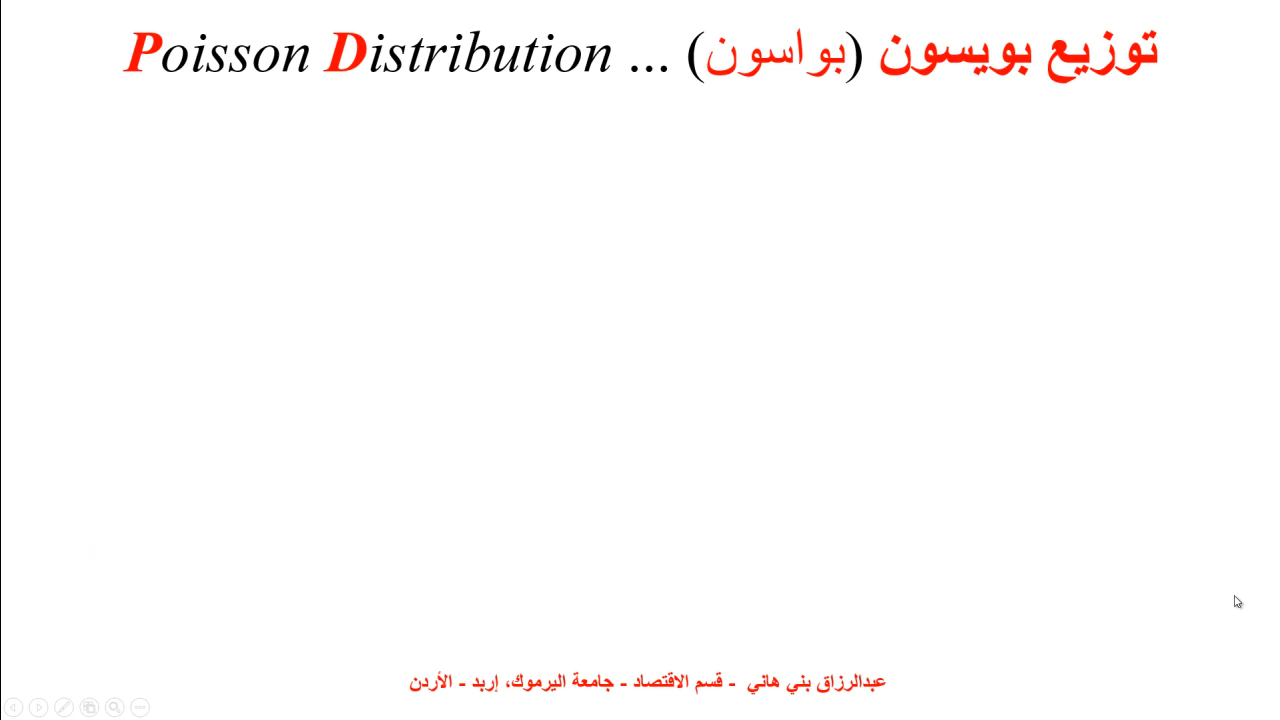 توزيع بويسون (بواسون) ... Poisson Distribution
عبدالرزاق بني هاني - قسم الاقتصاد - جامعة اليرموك، إربد - الأردن